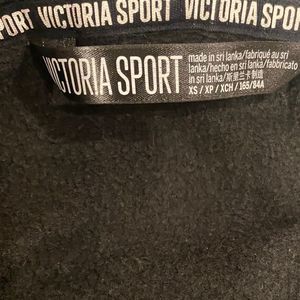 PORT VICTORIA SPORT VICTORIA SPORT
VICTORIA SPORT
made in sri lanka/fabriqué au sri
lanka/hecho en sri lanka/fabbricato
in sri lanka/斯里兰卡制造
XS / XP / XCH / 165/84A